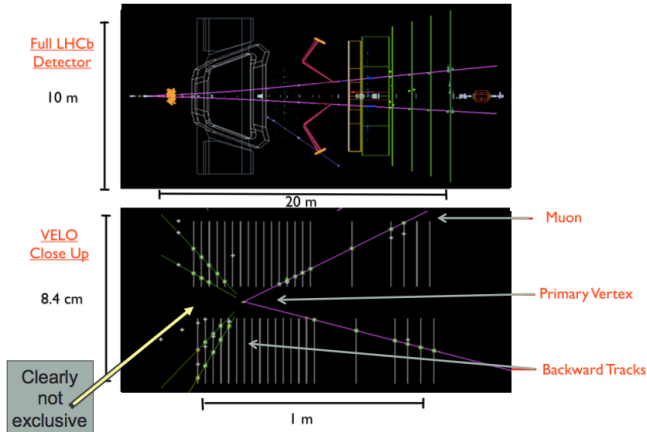 Full LHCb
Detector
10 m
20 m
VELO
Close Up
8.4 cm
Muon
Primary Vertex
Backward Tracks
Clearly
not
exclusive
1 m